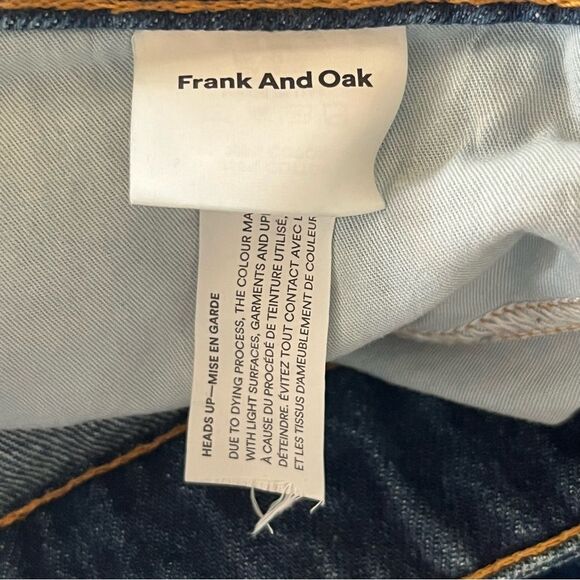 Frank And Oak
HEADS UP—MISE EN GARDE
DUE TO DYING PROCESS, THE COLOUR MA
WITH LIGHT SURFACES, GARMENTS AND UP
À CAUSE DU PROCÉDÉ DE TEINTURE UTILISÉ,
DÉTEINDRE. ÉVITEZ TOUT CONTACT AVEC L
ET LES TISSUS D'AMEUBLEMENT DE COULEUR